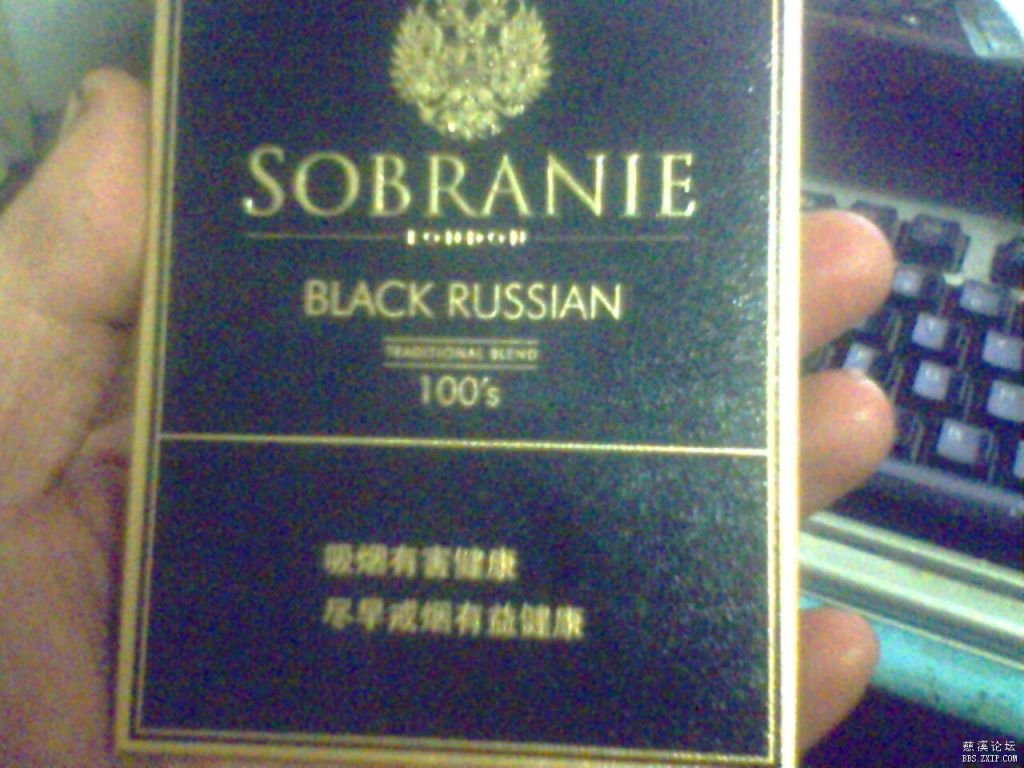 SOBRANIE
LONDON
BLACK RUSSIAN
TRADITIONAL BLEND
100's
吸烟有害健康
尽早戒烟有益健康
慈溪论坛
BBS.ZXIP.COM